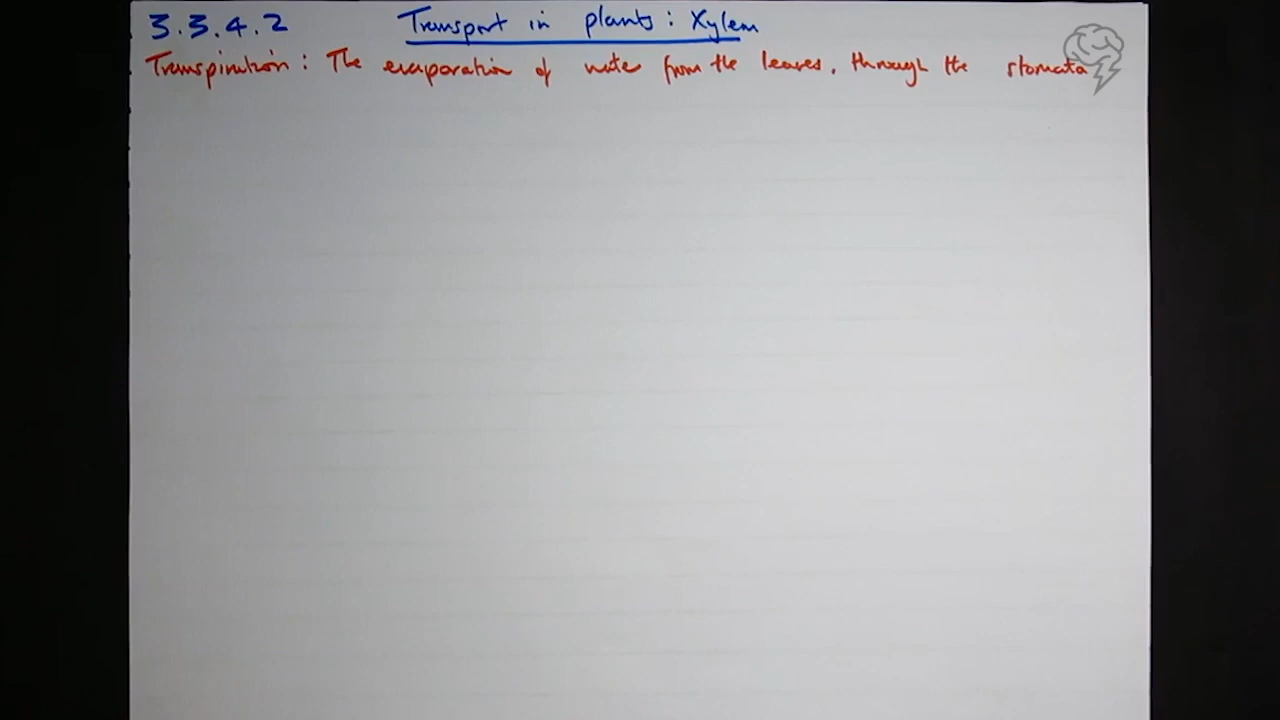 3.3.4.2 Transport in plants : Xylem
Transpiration : The evaporation of water from the leaves, through the stomata